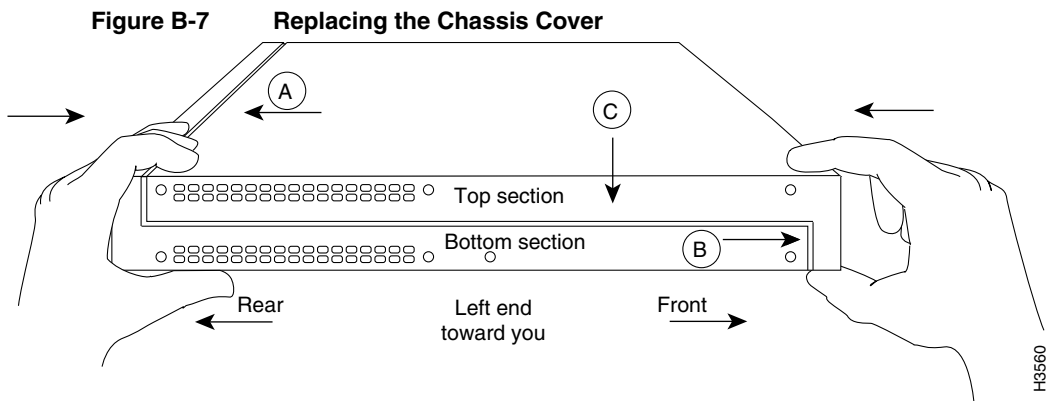 Figure B-7 Replacing the Chassis Cover
A
C
Top section
Bottom section
B
Rear
Left end
toward you
Front
H3560